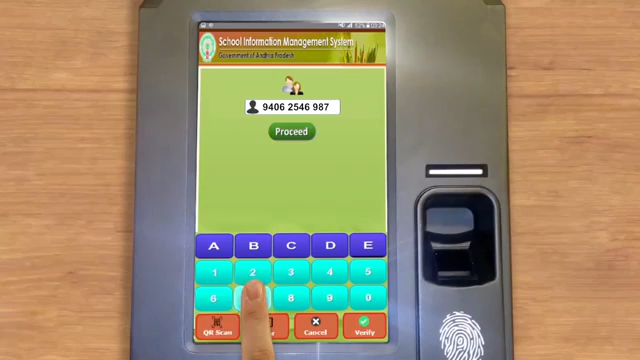 School Information Management System
Government of Andhra Pradesh
9406 2546 987
Proceed
A B C D E
1 2 3 4 5
6 8 9 0
QR Scan Cancel Verify